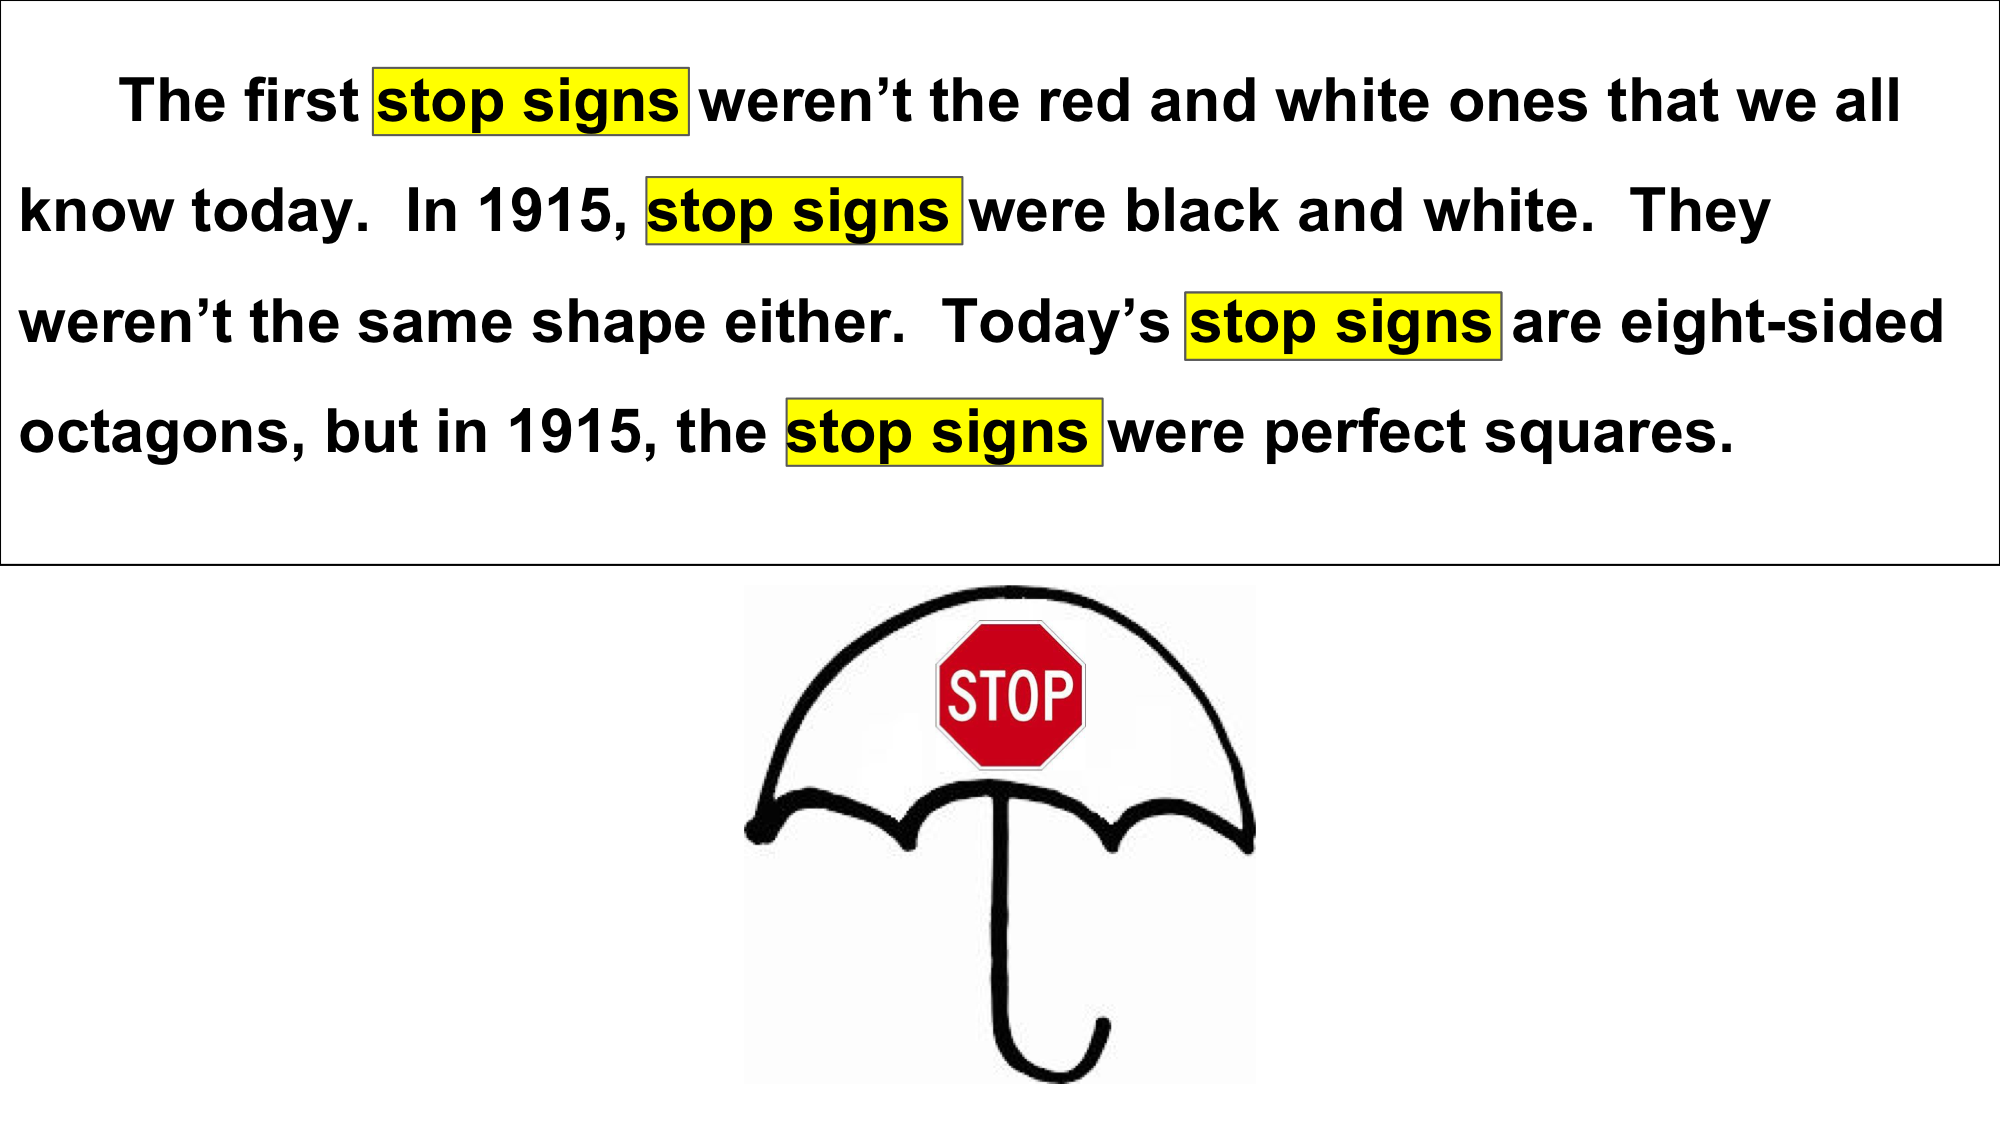 The first stop signs weren’t the red and white ones that we all
know today.  In 1915, stop signs were black and white.  They
weren’t the same shape either.  Today’s stop signs are eight-sided
octagons, but in 1915, the stop signs were perfect squares.
STOP